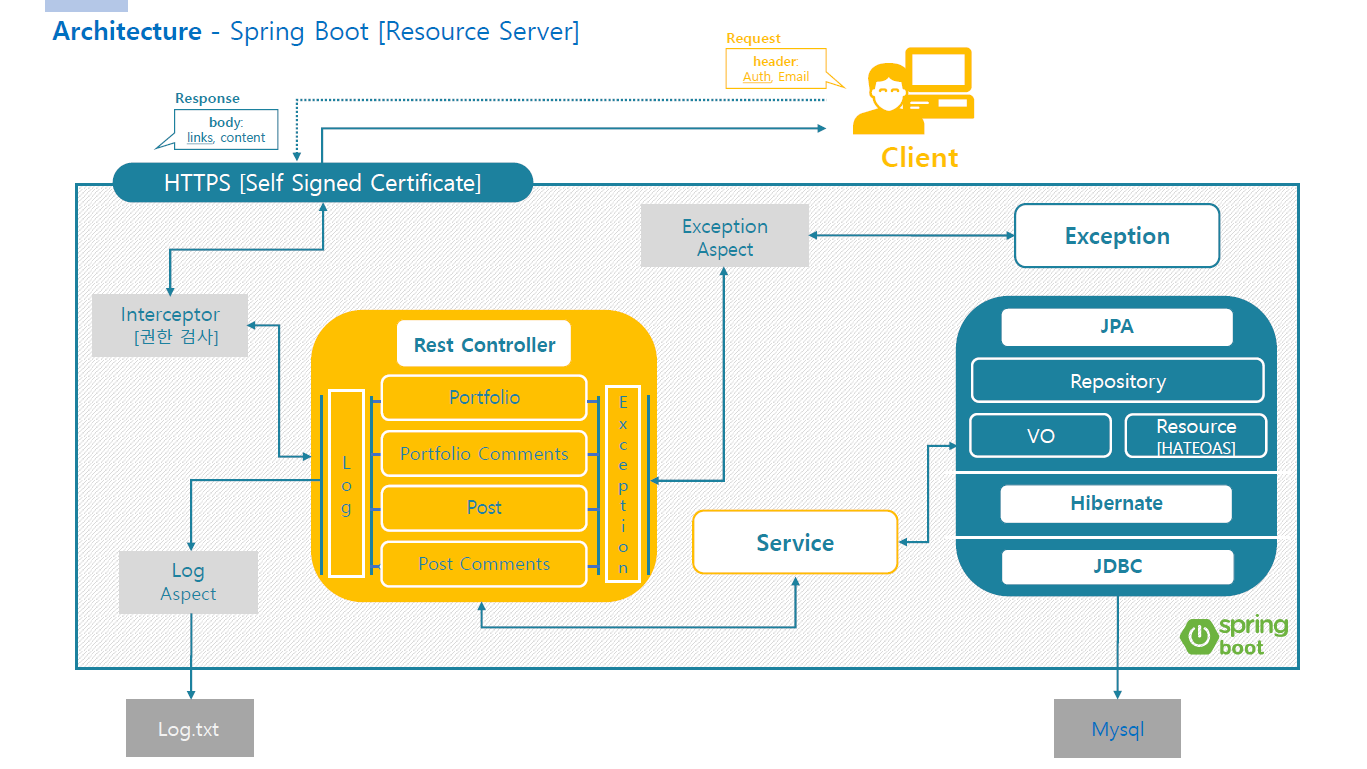 Architecture - Spring Boot [Resource Server]
Request
header:
Auth, Email
Client
Response
body:
links, content
HTTPS [Self Signed Certificate]
Exception
Aspect
Exception
Interceptor
[권한 검사]
Rest Controller
Portfolio
Portfolio Comments
Post
Post Comments
Log
Exception
JPA
Repository
VO
Resource
[HATEOAS]
Hibernate
JDBC
Service
Log
Aspect
spring
boot
Log.txt
Mysql